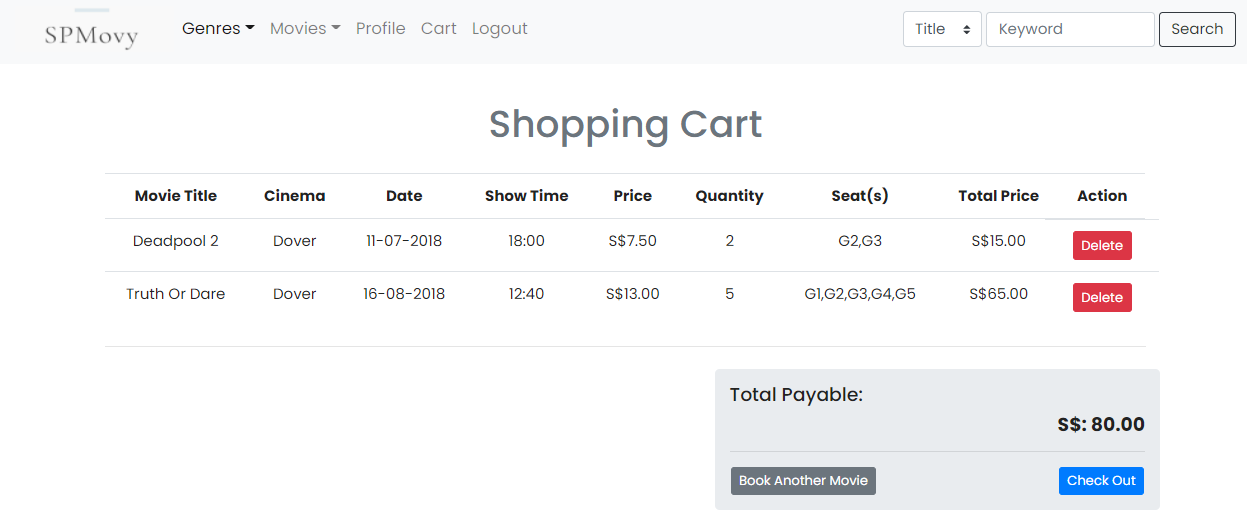 SPMovy Genres Movies Profile Cart Logout Title Keyword Search
Shopping Cart
Movie Title Cinema Date Show Time Price Quantity Seat(s) Total Price Action
Deadpool 2 Dover 11-07-2018 18:00 S$7.50 2 G2,G3 S$15.00 Delete
Truth Or Dare Dover 16-08-2018 12:40 S$13.00 5 G1,G2,G3,G4,G5 S$65.00 Delete
Total Payable:
S$: 80.00
Book Another Movie Check Out